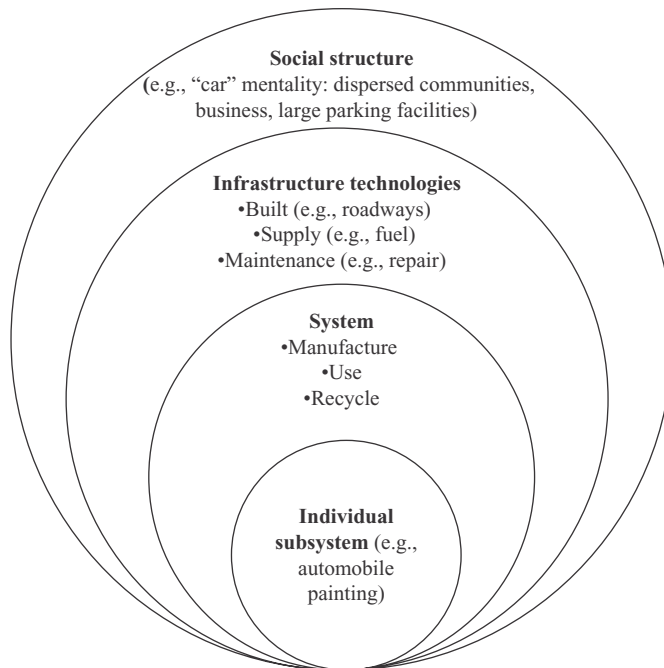 Social structure
(e.g., “car” mentality: dispersed communities,
business, large parking facilities)
Infrastructure technologies
•Built (e.g., roadways)
•Supply (e.g., fuel)
•Maintenance (e.g., repair)
System
•Manufacture
•Use
•Recycle
Individual
subsystem (e.g.,
automobile
painting)